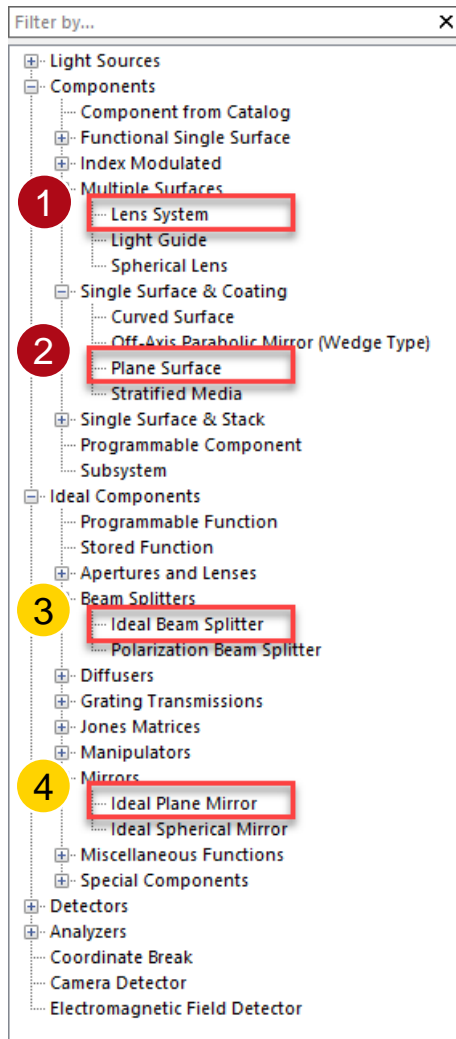 Filter by...
Light Sources
Components
Component from Catalog
Functional Single Surface
Index Modulated
1
Multiple Surfaces
Lens System
Light Guide
Spherical Lens
Single Surface & Coating
Curved Surface
Off-Axis Parabolic Mirror (Wedge Type)
2
Plane Surface
Stratified Media
Single Surface & Stack
Programmable Component
Subsystem
Ideal Components
Programmable Function
Stored Function
Apertures and Lenses
3
Beam Splitters
Ideal Beam Splitter
Polarization Beam Splitter
Diffusers
Grating Transmissions
Jones Matrices
Manipulators
4
Mirrors
Ideal Plane Mirror
Ideal Spherical Mirror
Miscellaneous Functions
Special Components
Detectors
Analyzers
Coordinate Break
Camera Detector
Electromagnetic Field Detector